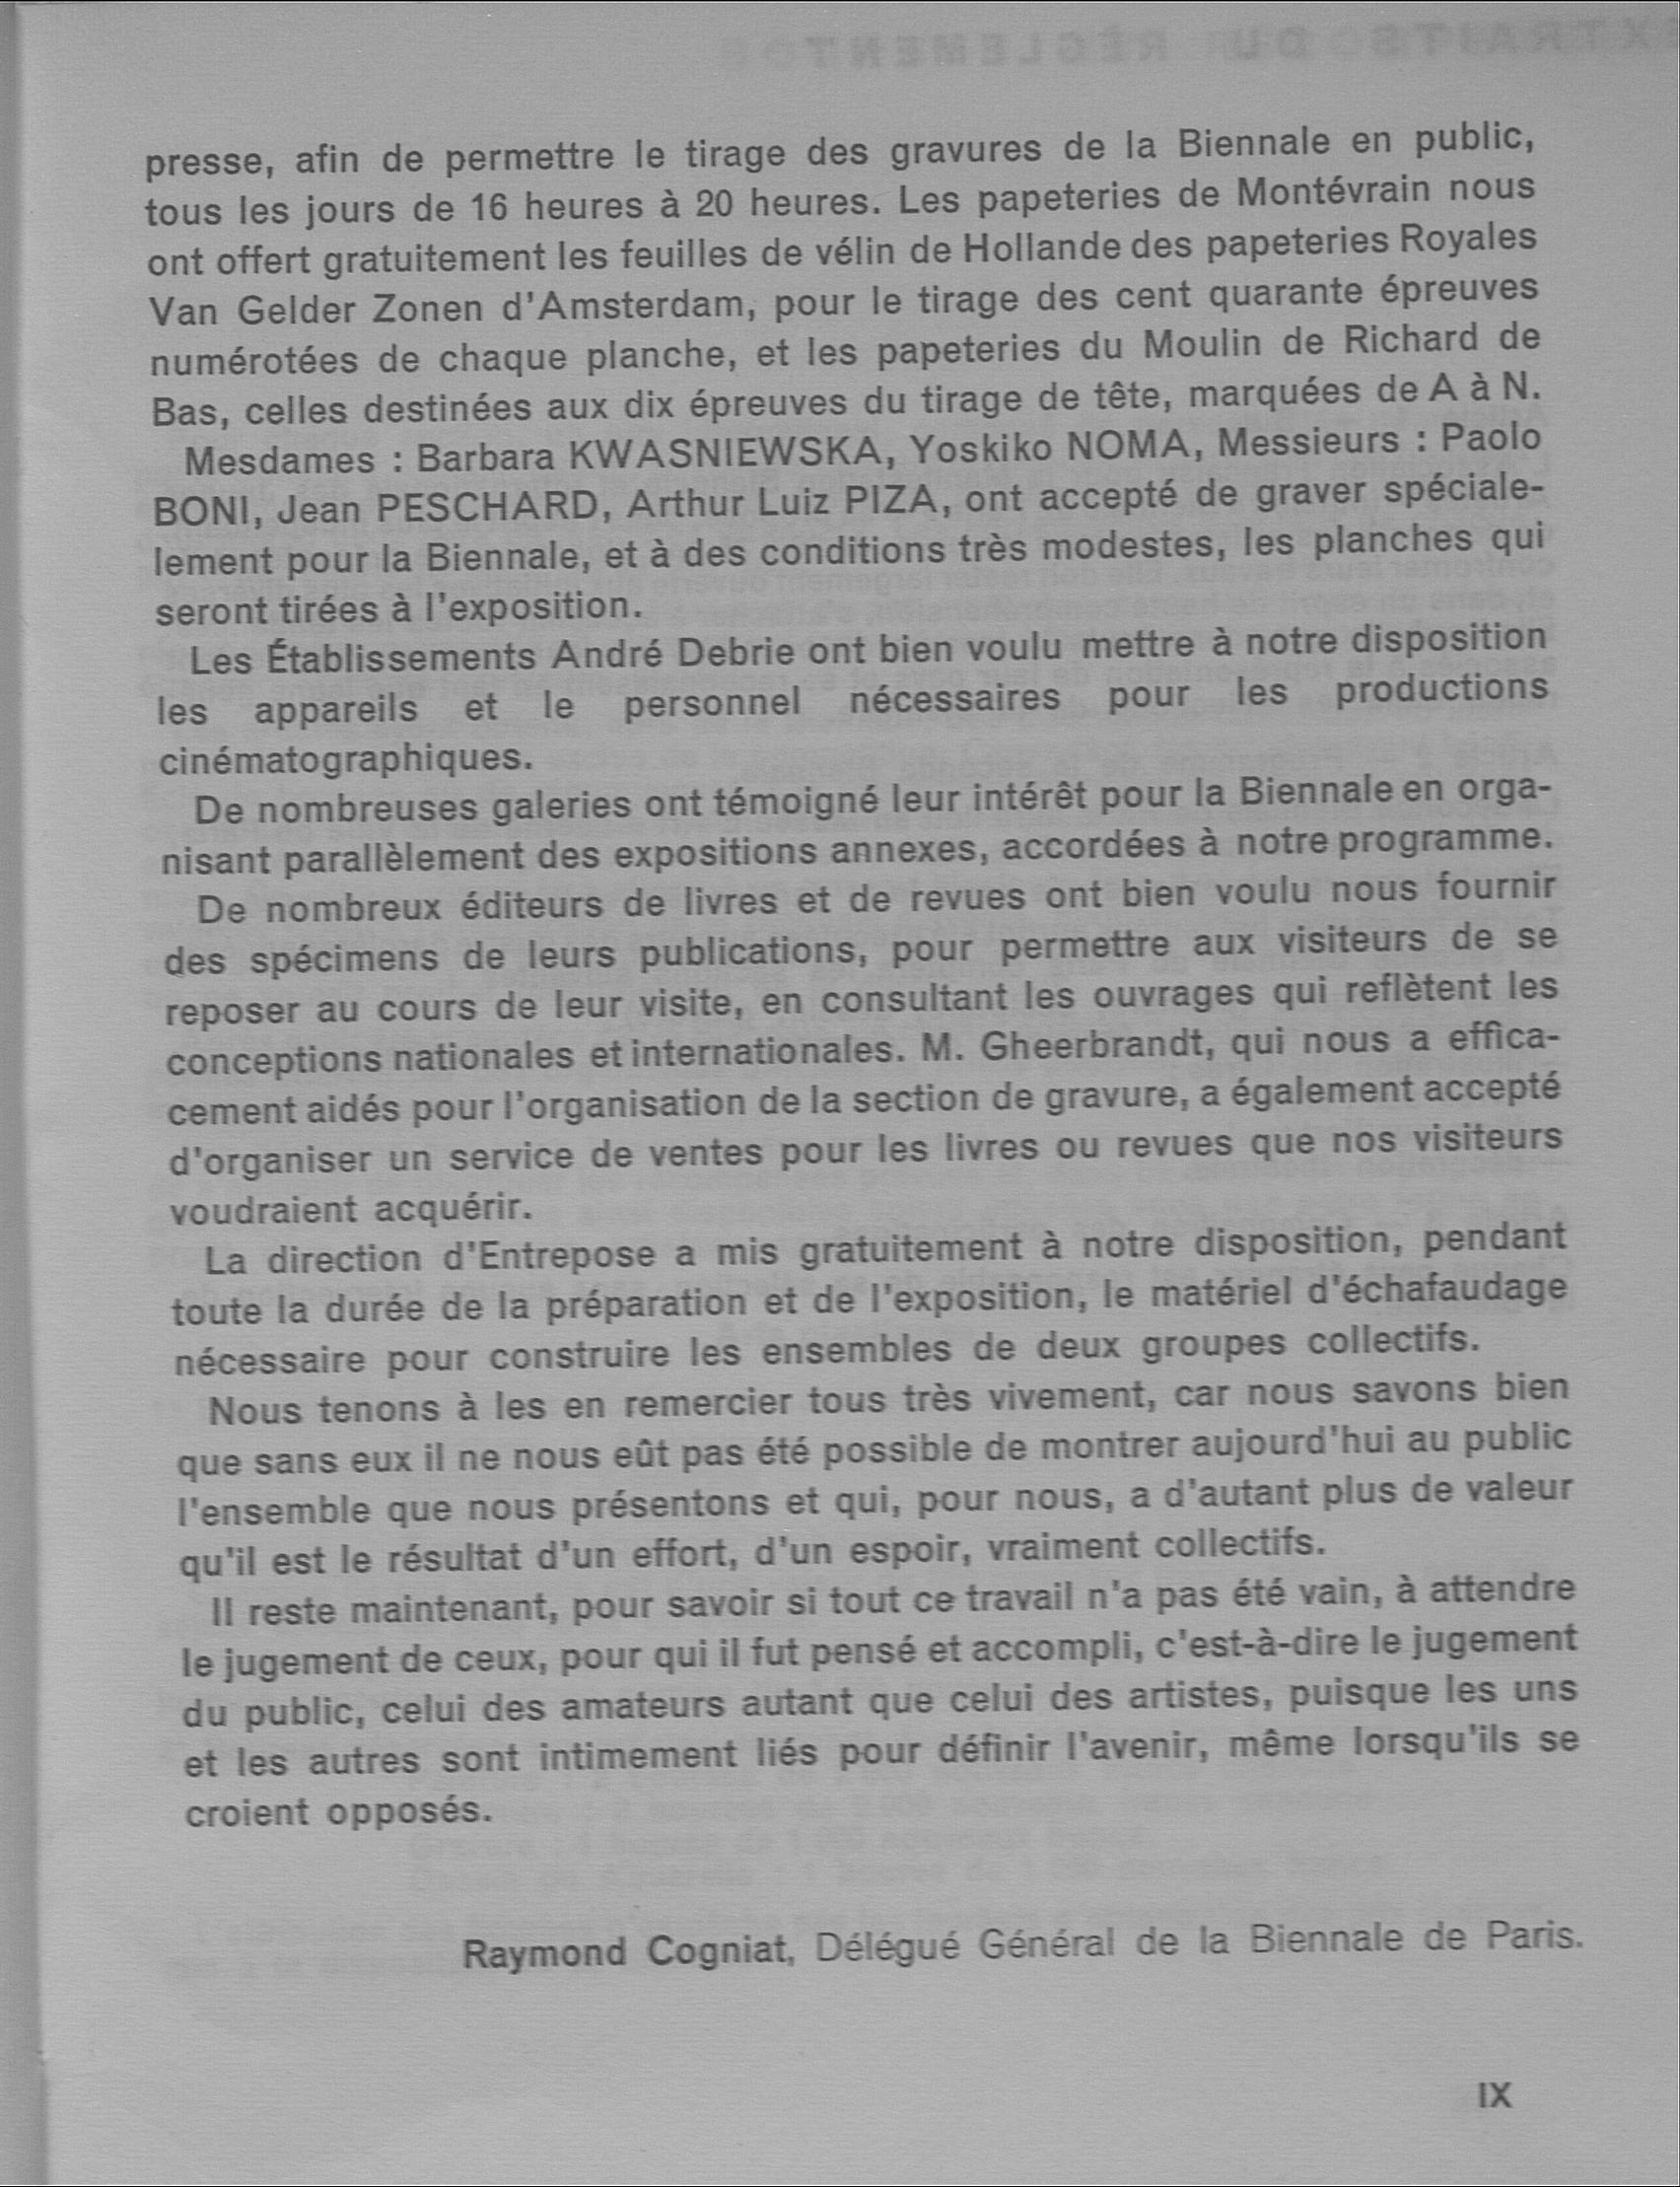 EXTRAITS DU RÈGLEMENT
presse, afin de permettre le tirage des gravures de la Biennale en public,
tous les jours de 16 heures à 20 heures. Les papeteries de Montévrain nous
ont offert gratuitement les feuilles de vélin de Hollande des papeteries Royales
Van Gelder Zonen d'Amsterdam, pour le tirage des cent quarante épreuves
numérotées de chaque planche, et les papeteries du Moulin de Richard de
Bas, celles destinées aux dix épreuves du tirage de tête, marquées de A à N.
Mesdames : Barbara KWASNIEWSKA, Yoskiko NOMA, Messieurs : Paolo
BONI, Jean PESCHARD, Arthur Luiz PIZA, ont accepté de graver spéciale-
lement pour la Biennale, et à des conditions très modestes, les planches qui
seront tirées à l'exposition.
Les Établissements André Debrie ont bien voulu mettre à notre disposition
les appareils et le personnel nécessaires pour les productions
cinématographiques.
De nombreuses galeries ont témoigné leur intérêt pour la Biennale en orga-
nisant parallèlement des expositions annexes, accordées à notre programme.
De nombreux éditeurs de livres et de revues ont bien voulu nous fournir
des spécimens de leurs publications, pour permettre aux visiteurs de se
reposer au cours de leur visite, en consultant les ouvrages qui reflètent les
conceptions nationales et internationales. M. Gheerbrandt, qui nous a effica-
cement aidés pour l'organisation de la section de gravure, a également accepté
d'organiser un service de ventes pour les livres ou revues que nos visiteurs
voudraient acquérir.
La direction d'Entrepose a mis gratuitement à notre disposition, pendant
toute la durée de la préparation et de l'exposition, le matériel d'échafaudage
nécessaire pour construire les ensembles de deux groupes collectifs.
Nous tenons à les en remercier tous très vivement, car nous savons bien
que sans eux il ne nous eût pas été possible de montrer aujourd'hui au public
l'ensemble que nous présentons et qui, pour nous, a d'autant plus de valeur
qu'il est le résultat d'un effort, d'un espoir, vraiment collectifs.
Il reste maintenant, pour savoir si tout ce travail n'a pas été vain, à attendre
le jugement de ceux, pour qui il fut pensé et accompli, c'est-à-dire le jugement
du public, celui des amateurs autant que celui des artistes, puisque les uns
et les autres sont intimement liés pour définir l'avenir, même lorsqu'ils se
croient opposés.
Raymond Cogniat, Délégué Général de la Biennale de Paris.
IX